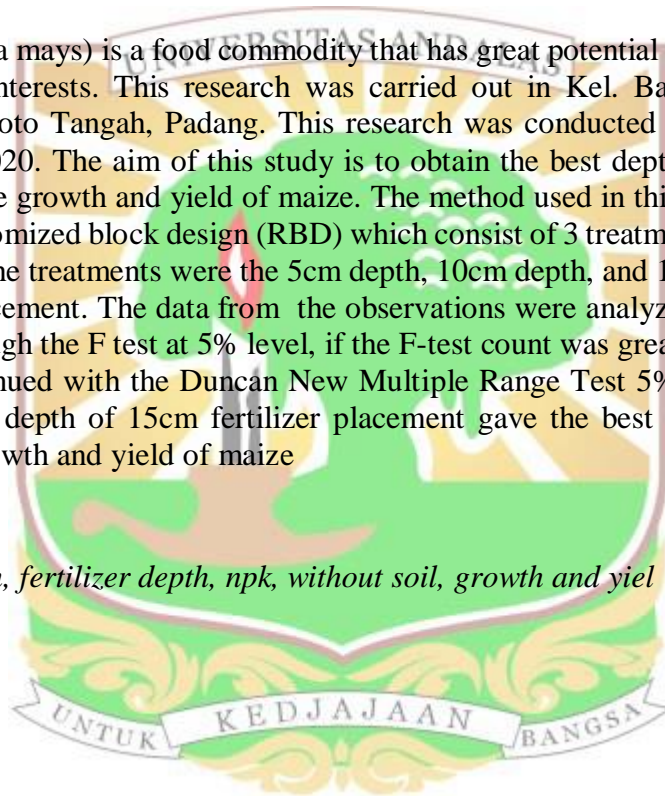 UNIVERSITAS ANDALAS
a mays) is a food commodity that has great potential
nterests. This research was carried out in Kel. Ba
oto Tangah, Padang. This research was conducted
020. The aim of this study is to obtain the best dept
e growth and yield of maize. The method used in thi
omized block design (RBD) which consist of 3 treatm
he treatments were the 5cm depth, 10cm depth, and 1
cement. The data from the observations were analyz
gh the F test at 5% level, if the F-test count was grea
nued with the Duncan New Multiple Range Test 5%
depth of 15cm fertilizer placement gave the best
wth and yield of maize
, fertilizer depth, npk, without soil, growth and yiel
UNTUK KEDJAJAAN BANGSA